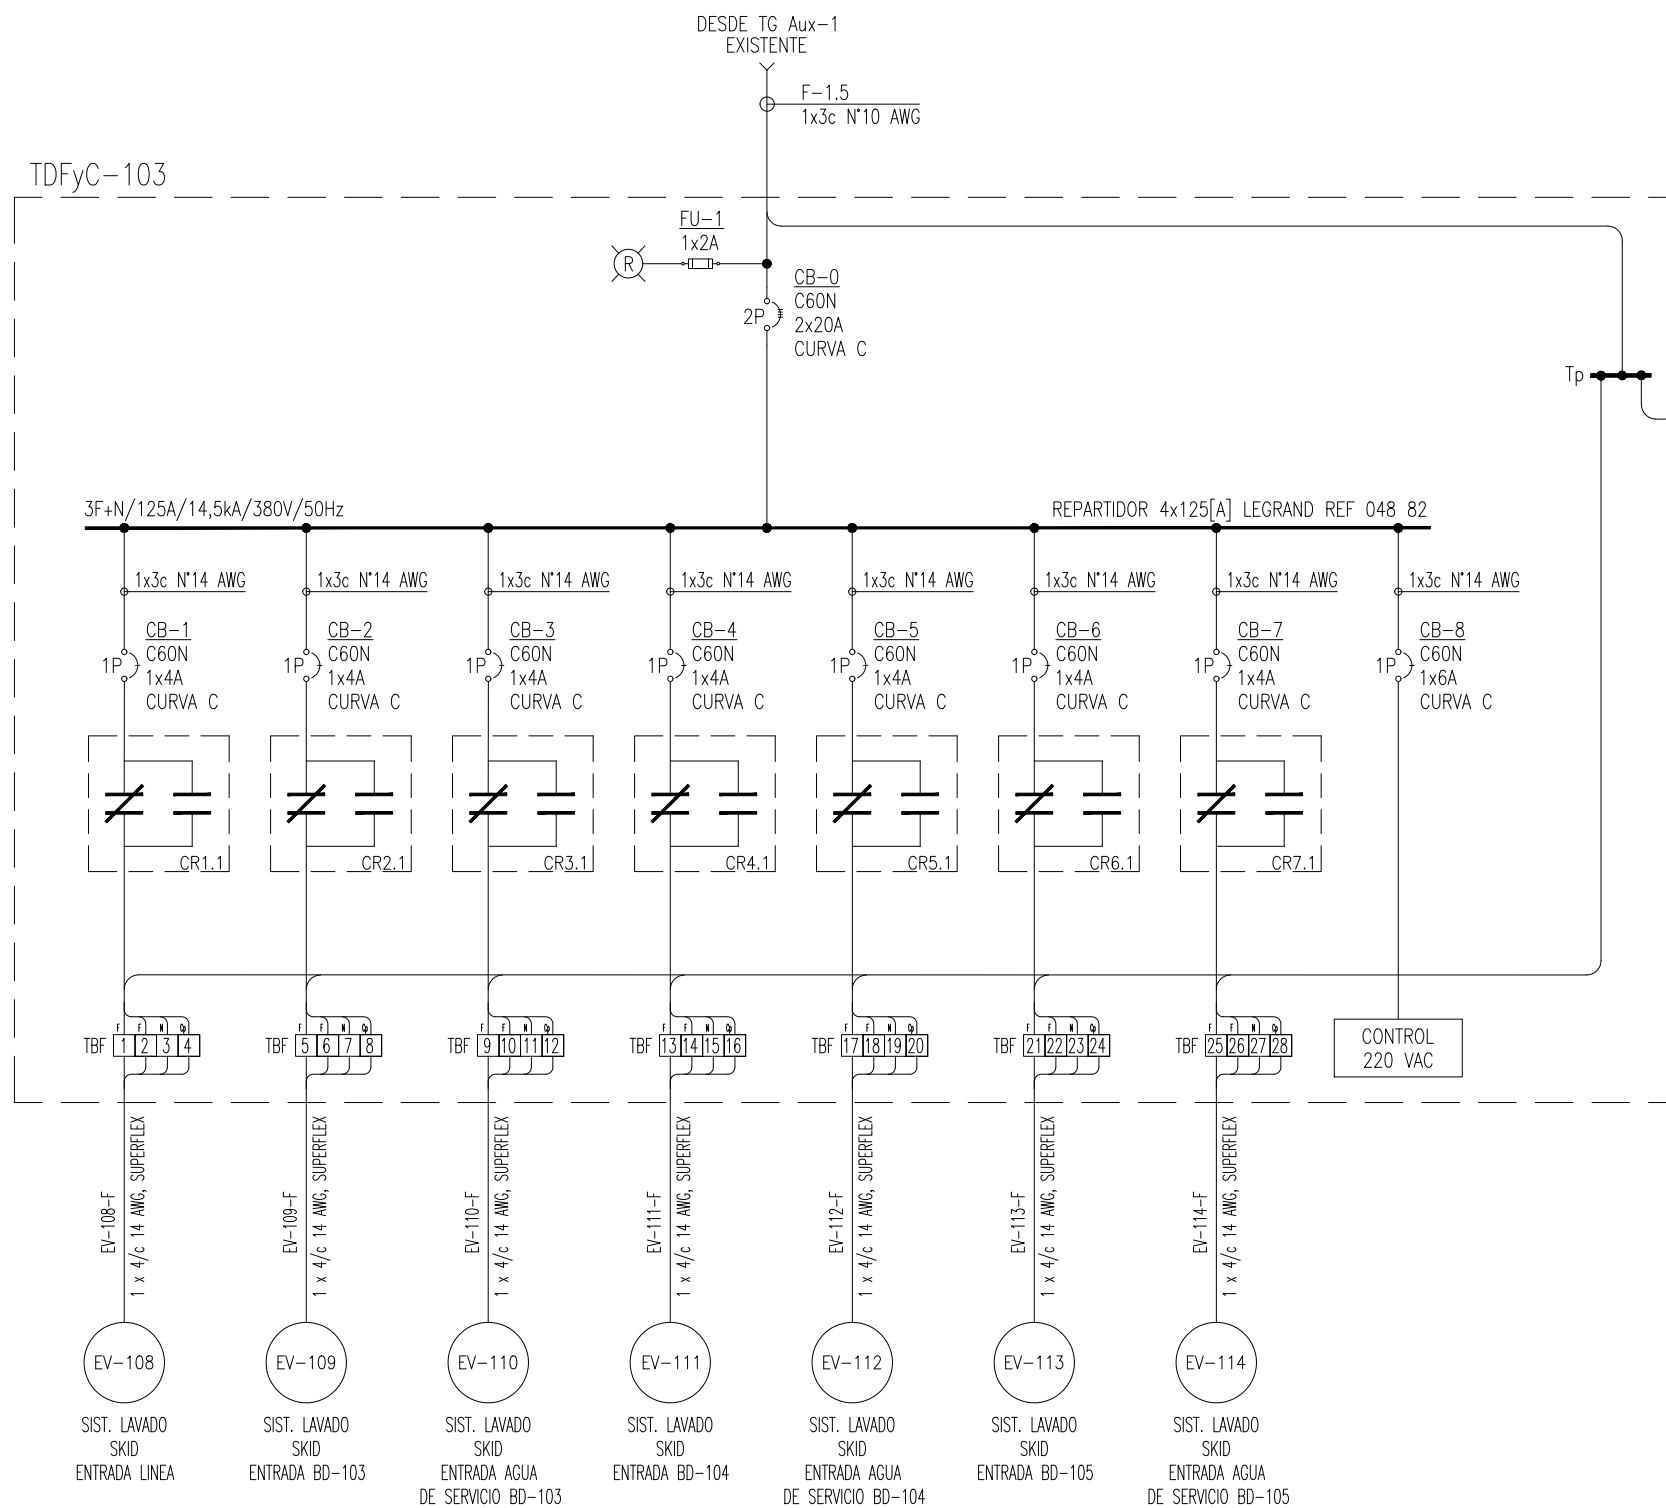 DESDE TG Aux-1
EXISTENTE
F-1.5
1x3c N°10 AWG
TDFyC-103
FU-1
1x2A
R
CB-0
C60N
2P
2x20A
CURVA C
Tp
3F+N/125A/14,5kA/380V/50Hz
REPARTIDOR 4x125[A] LEGRAND REF 048 82
1x3c N°14 AWG
1x3c N°14 AWG
1x3c N°14 AWG
1x3c N°14 AWG
1x3c N°14 AWG
1x3c N°14 AWG
1x3c N°14 AWG
1x3c N°14 AWG
CB-1
C60N
1P
1x4A
CURVA C
CB-2
C60N
1P
1x4A
CURVA C
CB-3
C60N
1P
1x4A
CURVA C
CB-4
C60N
1P
1x4A
CURVA C
CB-5
C60N
1P
1x4A
CURVA C
CB-6
C60N
1P
1x4A
CURVA C
CB-7
C60N
1P
1x4A
CURVA C
CB-8
C60N
1P
1x6A
CURVA C
CR1.1
CR2.1
CR3.1
CR4.1
CR5.1
CR6.1
CR7.1
F F N Cp
TBF 1 2 3 4
F F N Cp
TBF 5 6 7 8
F F N Cp
TBF 9 10 11 12
F F N Cp
TBF 13 14 15 16
F F N Cp
TBF 17 18 19 20
F F N Cp
TBF 21 22 23 24
F F N Cp
TBF 25 26 27 28
CONTROL
220 VAC
EV-108-F
1 x 4/c 14 AWG, SUPERFLEX
EV-109-F
1 x 4/c 14 AWG, SUPERFLEX
EV-110-F
1 x 4/c 14 AWG, SUPERFLEX
EV-111-F
1 x 4/c 14 AWG, SUPERFLEX
EV-112-F
1 x 4/c 14 AWG, SUPERFLEX
EV-113-F
1 x 4/c 14 AWG, SUPERFLEX
EV-114-F
1 x 4/c 14 AWG, SUPERFLEX
EV-108
SIST. LAVADO
SKID
ENTRADA LINEA
EV-109
SIST. LAVADO
SKID
ENTRADA BD-103
EV-110
SIST. LAVADO
SKID
ENTRADA AGUA
DE SERVICIO BD-103
EV-111
SIST. LAVADO
SKID
ENTRADA BD-104
EV-112
SIST. LAVADO
SKID
ENTRADA AGUA
DE SERVICIO BD-104
EV-113
SIST. LAVADO
SKID
ENTRADA BD-105
EV-114
SIST. LAVADO
SKID
ENTRADA AGUA
DE SERVICIO BD-105